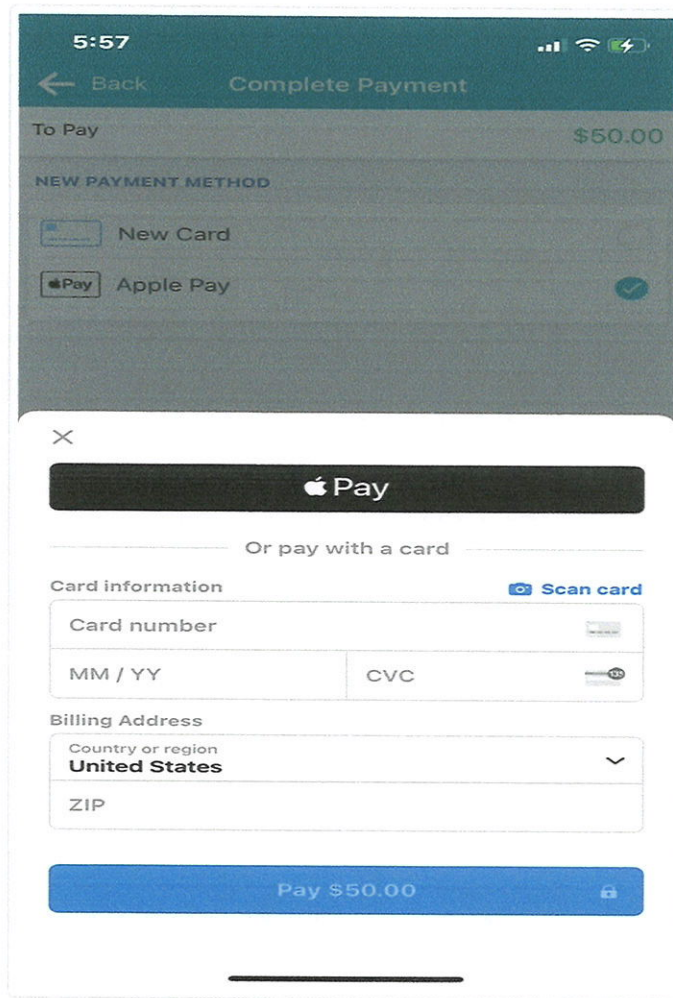 5:57
Back Complete Payment
To Pay $50.00
NEW PAYMENT METHOD
New Card
Pay Apple Pay
Pay
Or pay with a card
Card information Scan card
Card number
MM / YY CVC
Billing Address
Country or region
United States
ZIP
Pay $50.00